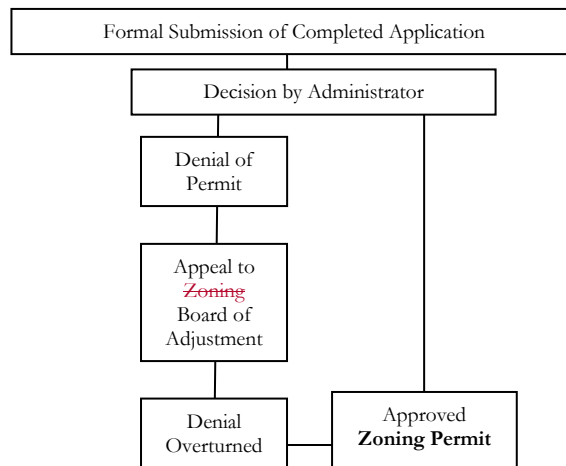 Formal Submission of Completed Application
Decision by Administrator
Denial of
Permit
Appeal to
Zoning
Board of
Adjustment
Denial
Overturned
Approved
Zoning Permit